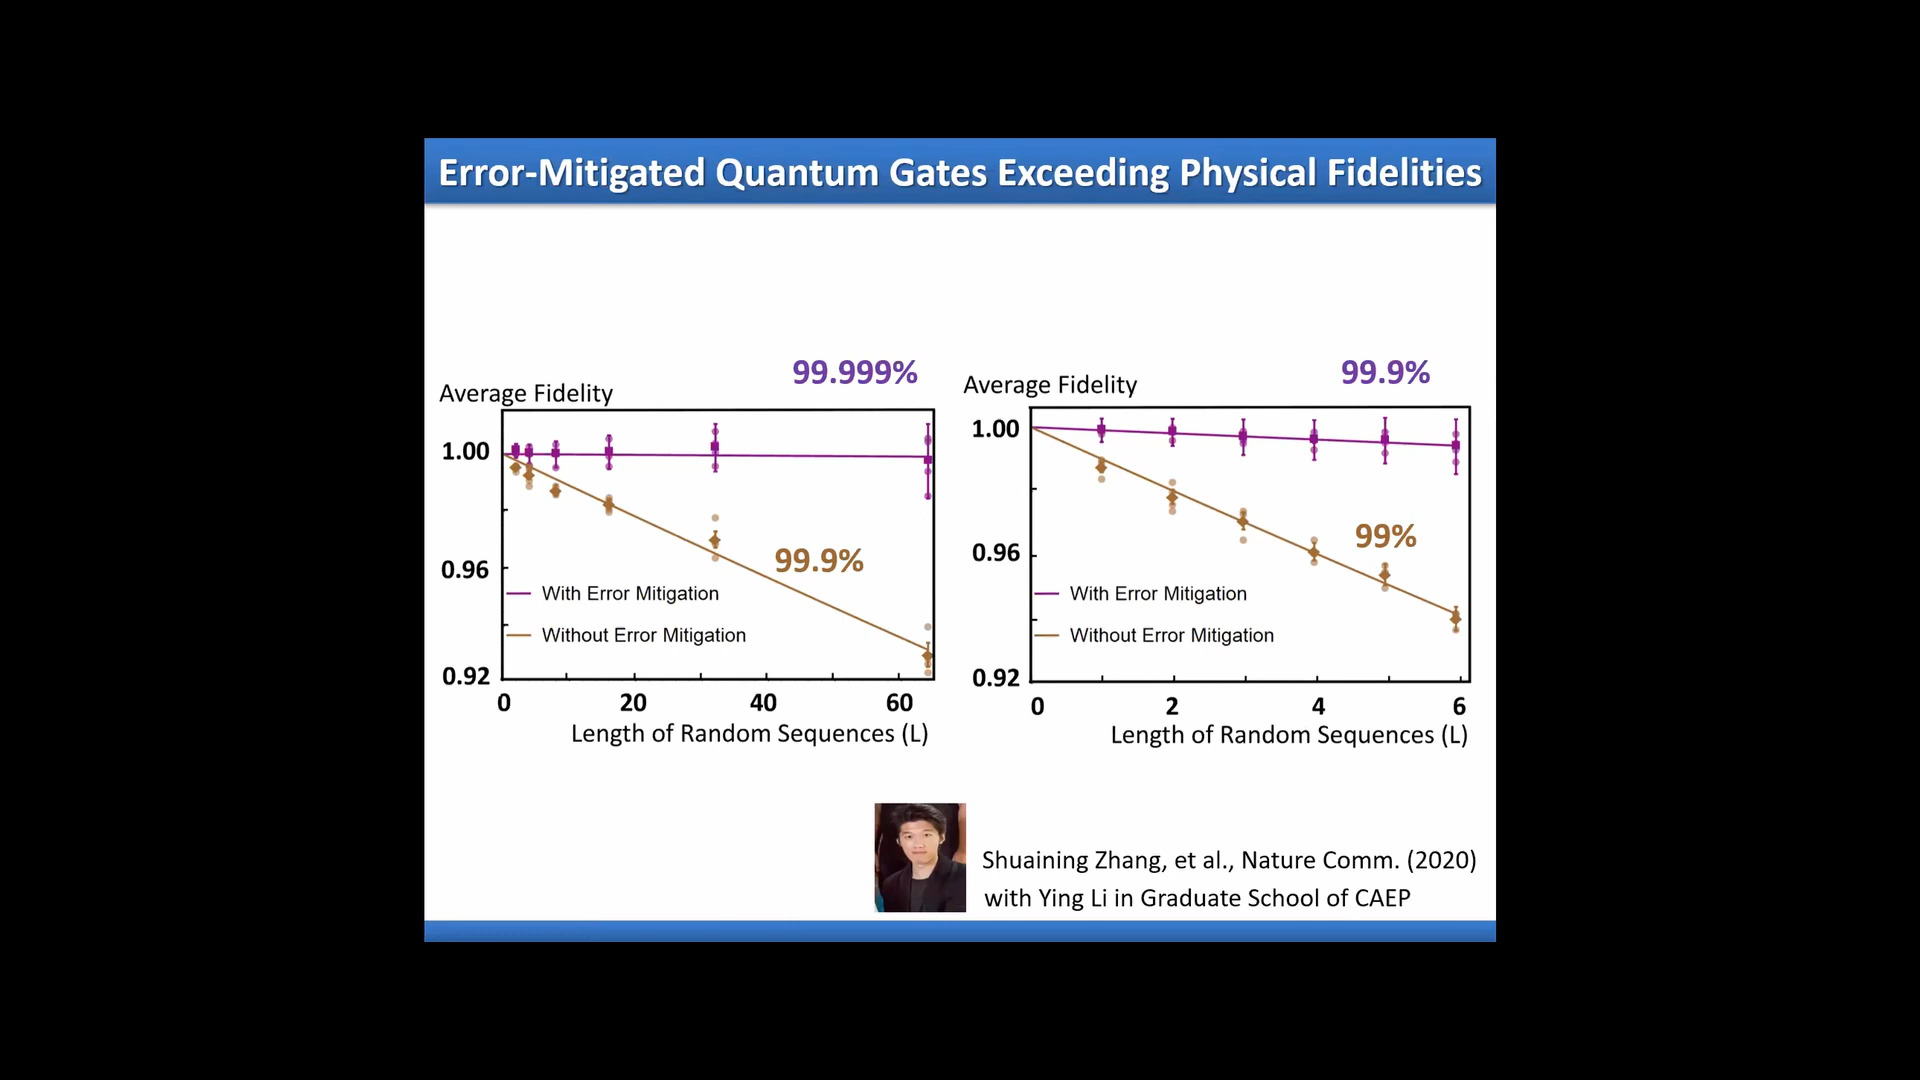 Error-Mitigated Quantum Gates Exceeding Physical Fidelities
99.999%
Average Fidelity
1.00
0.96
0.92
99.9%
With Error Mitigation
Without Error Mitigation
0
20
40
60
Length of Random Sequences (L)
99.9%
Average Fidelity
1.00
0.96
0.92
99%
With Error Mitigation
Without Error Mitigation
0
2
4
6
Length of Random Sequences (L)
Shuaining Zhang, et al., Nature Comm. (2020)
with Ying Li in Graduate School of CAEP